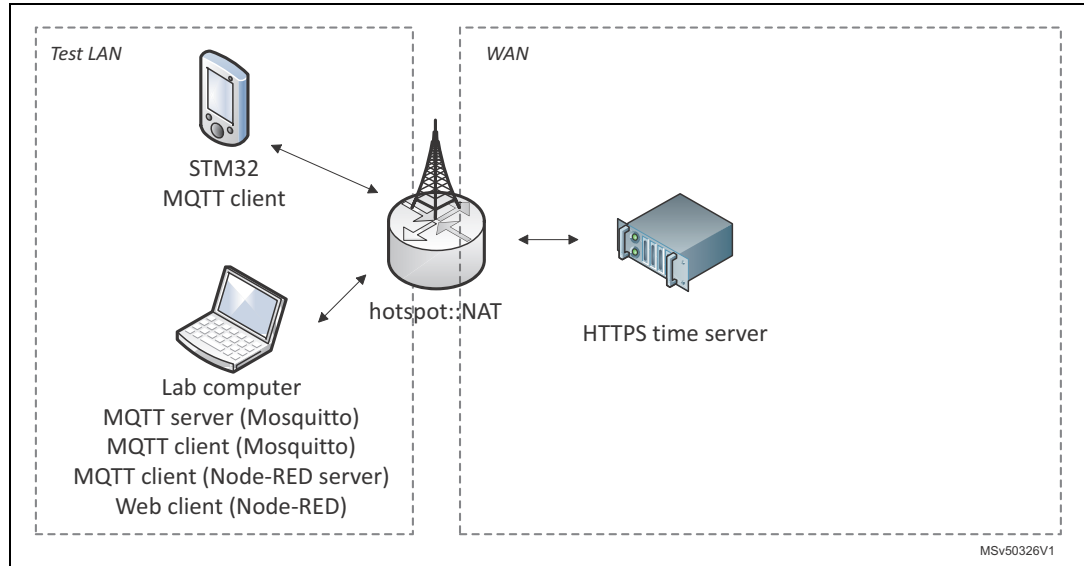 Test LAN
WAN
STM32
MQTT client
hotspot::NAT
HTTPS time server
Lab computer
MQTT server (Mosquitto)
MQTT client (Mosquitto)
MQTT client (Node-RED server)
Web client (Node-RED)
MSv50326V1